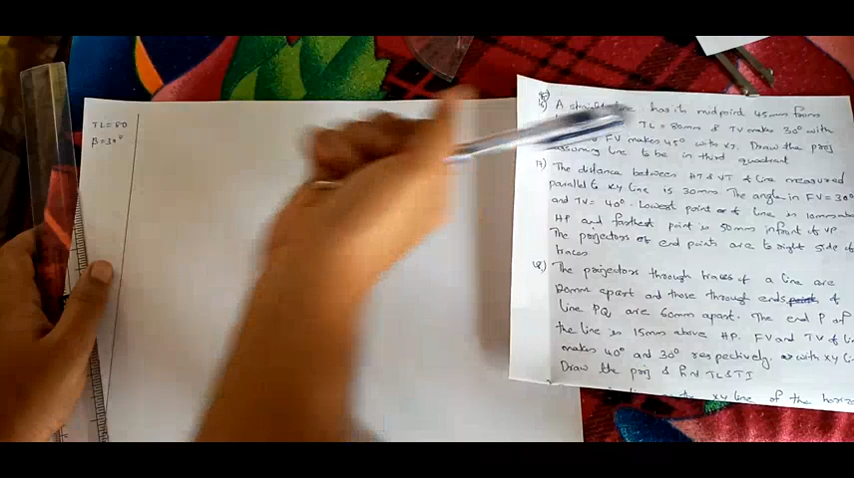 TL = 80
β = 30°
16) A straight line has its midpoint 45mm from
TL = 80mm & TV makes 30° with
FV makes 45° with xy. Draw the proj
assuming line to be in third quadrant
17) The distance between HT & VT of line measured
parallel to xy line is 30mm The angle in FV = 30°
and TV = 40°. Lowest point of line is 10mm abo
HP and farthest point is 50mm infront of VP
The projectors of end points are to right side of
traces
18) The projectors through traces of a line are
apart and those through ends of
line PQ are 60mm apart. The end P of
the line is 15mm above HP. FV and TV of li
makes 40° and 30° respectively, with xy li
Draw the proj & find TL & TI
xy line of the horiz